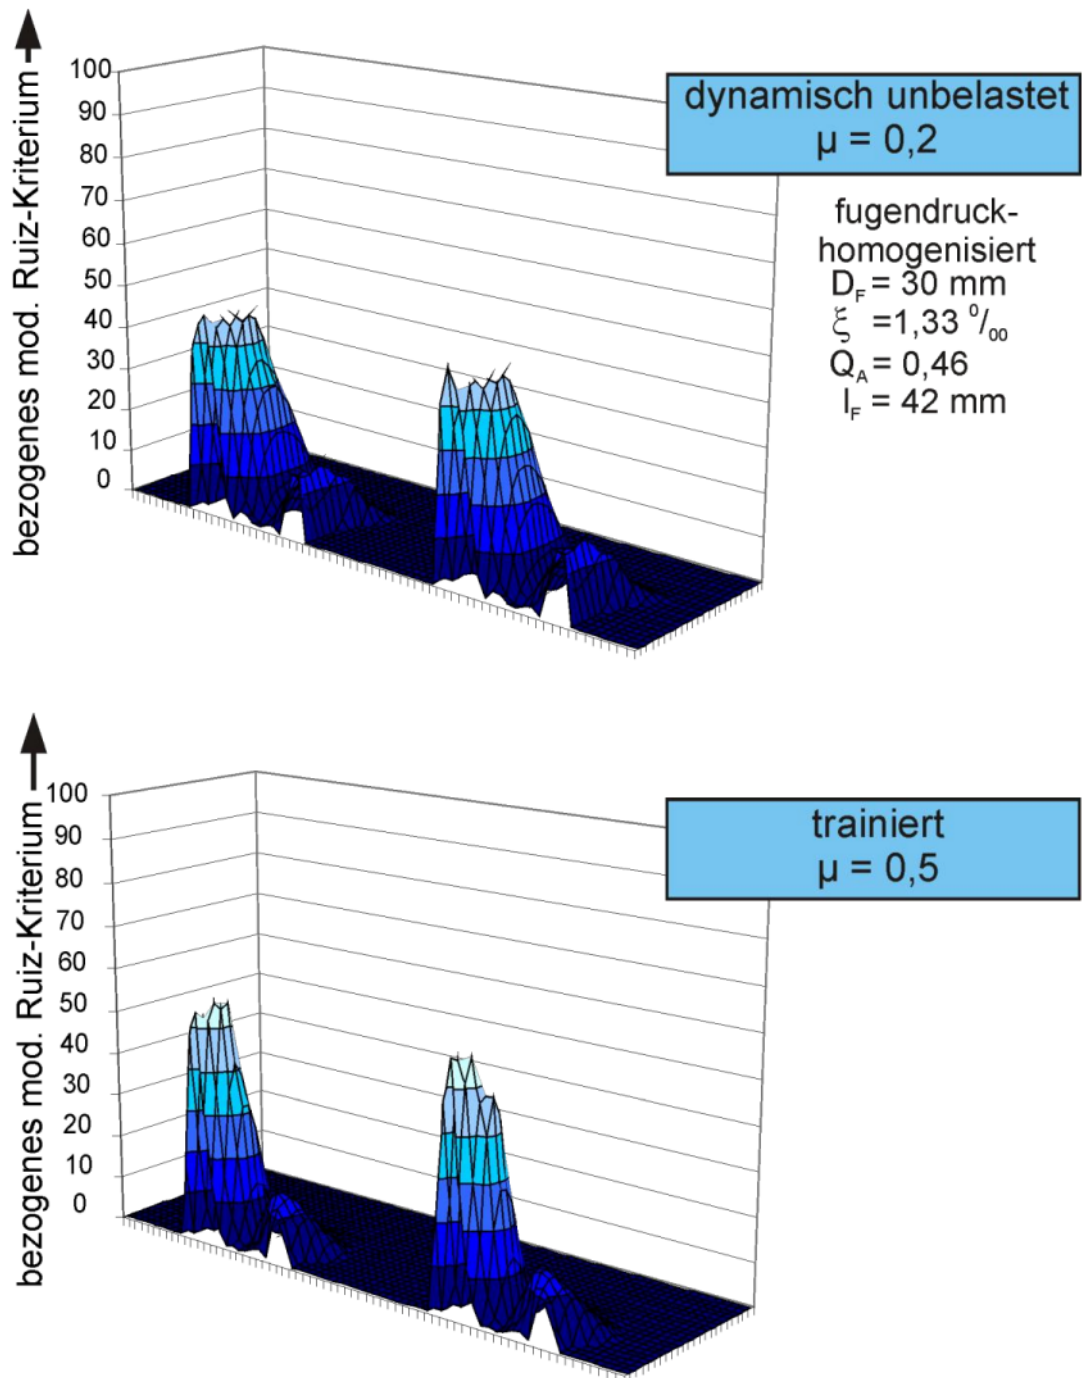 bezogenes mod. Ruiz-Kriterium
100
90
80
70
60
50
40
30
20
10
0
dynamisch unbelastet
µ = 0,2
fugendruck-
homogenisiert
D_F = 30 mm
ξ =1,33 ⁰/₀₀
Q_A = 0,46
l_F = 42 mm
bezogenes mod. Ruiz-Kriterium
100
90
80
70
60
50
40
30
20
10
0
trainiert
µ = 0,5